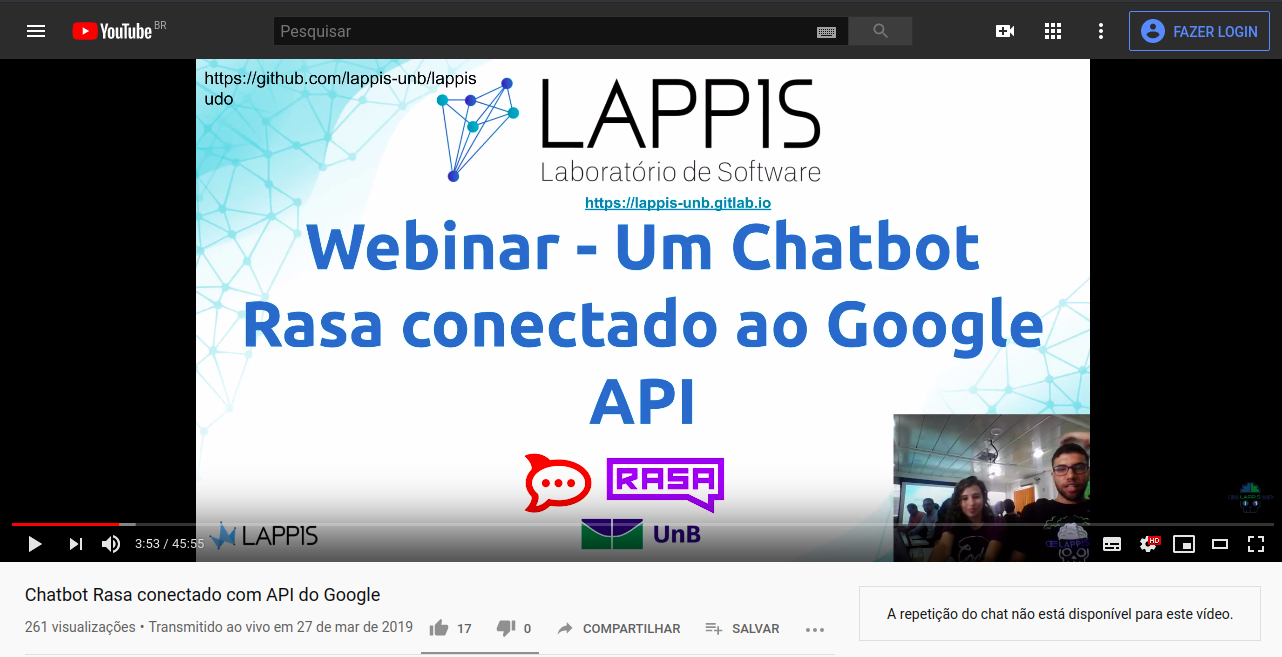 YouTube BR
Pesquisar
FAZER LOGIN
https://github.com/lappis-unb/lappis
udo
LAPPIS
Laboratório de Software
https://lappis-unb.gitlab.io
Webinar - Um Chatbot
Rasa conectado ao Google
API
RASA
LAPPIS
UnB
3:53 / 45:55
HD
Chatbot Rasa conectado com API do Google
261 visualizações • Transmitido ao vivo em 27 de mar de 2019
17
0
COMPARTILHAR
SALVAR
A repetição do chat não está disponível para este vídeo.